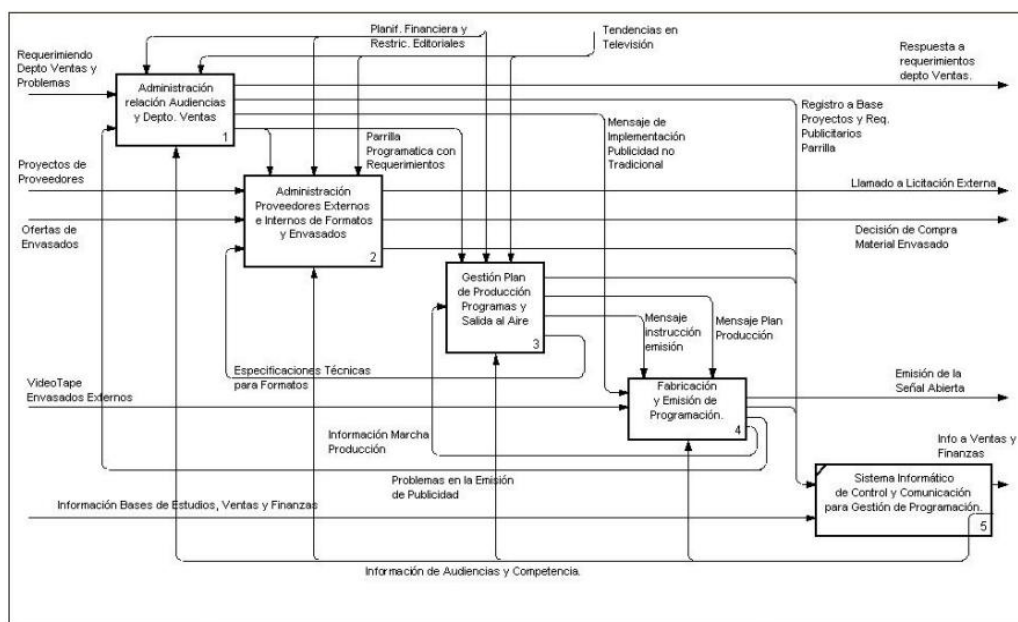 Planif. Financiera y
Restric. Editoriales
Tendencias en
Televisión
Requerimiendo
Depto Ventas y
Problemas
Respuesta a
requerimientos
depto Ventas.
Administración
relación Audiencias
y Depto. Ventas
1
Registro a Base
Proyectos y Req.
Publicitarios
Parrilla
Mensaje de
Implementación
Publicidad no
Tradicional
Parrilla
Programatica con
Requerimientos
Proyectos de
Proveedores
Administración
Proveedores Externos
e Internos de Formatos
y Envasados
2
Llamado a Licitación Externa
Ofertas de
Envasados
Decisión de Compra
Material Envasado
Gestión Plan
de Producción
Programas y
Salida al Aire
3
Mensaje
instrucción
emisión
Mensaje Plan
Producción
Especificaciones Técnicas
para Formatos
VideoTape
Envasados Externos
Fabricación
y Emisión de
Programación.
4
Emisión de la
Señal Abierta
Información Marcha
Producción
Info a Ventas y
Finanzas
Problemas en la Emisión
de Publicidad
Sistema Informático
de Control y Comunicación
para Gestión de Programación.
5
Información Bases de Estudios, Ventas y Finanzas
Información de Audiencias y Competencia.